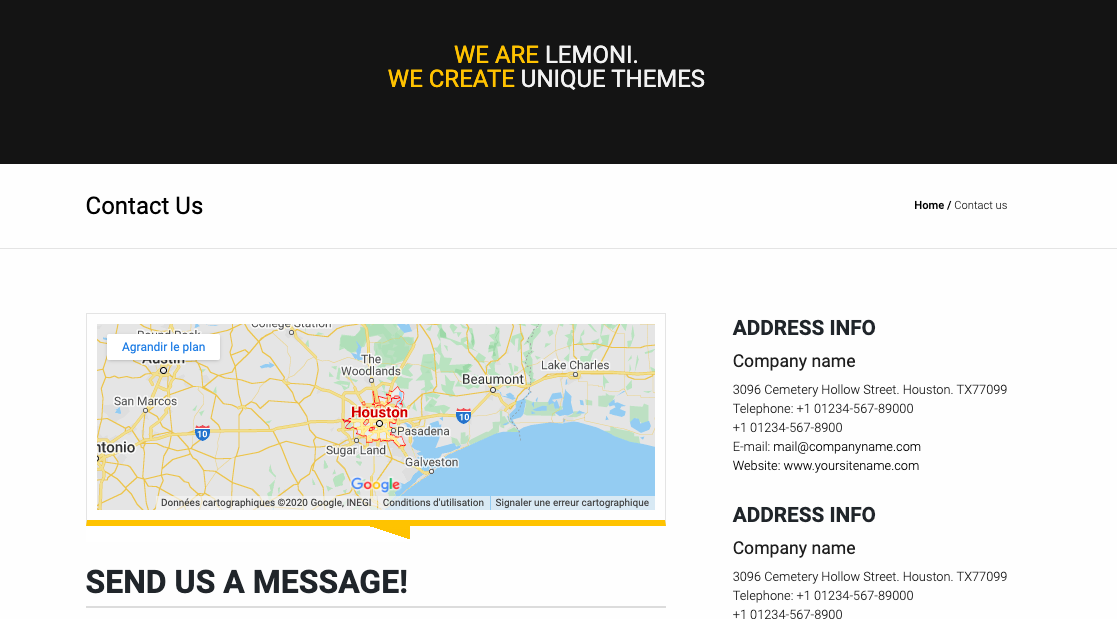 WE ARE LEMONI.
WE CREATE UNIQUE THEMES
Contact Us
Home / Contact us
College Station
Agrandir le plan
Austin
The
Woodlands
Lake Charles
Beaumont
San Marcos
Houston
10
10
Pasadena
ntonio
Sugar Land
Galveston
Google
Données cartographiques ©2020 Google, INEGI
Conditions d'utilisation
Signaler une erreur cartographique
SEND US A MESSAGE!
ADDRESS INFO
Company name
3096 Cemetery Hollow Street. Houston. TX77099
Telephone: +1 01234-567-89000
+1 01234-567-8900
E-mail: mail@companyname.com
Website: www.yoursitename.com
ADDRESS INFO
Company name
3096 Cemetery Hollow Street. Houston. TX77099
Telephone: +1 01234-567-89000
+1 01234-567-8900